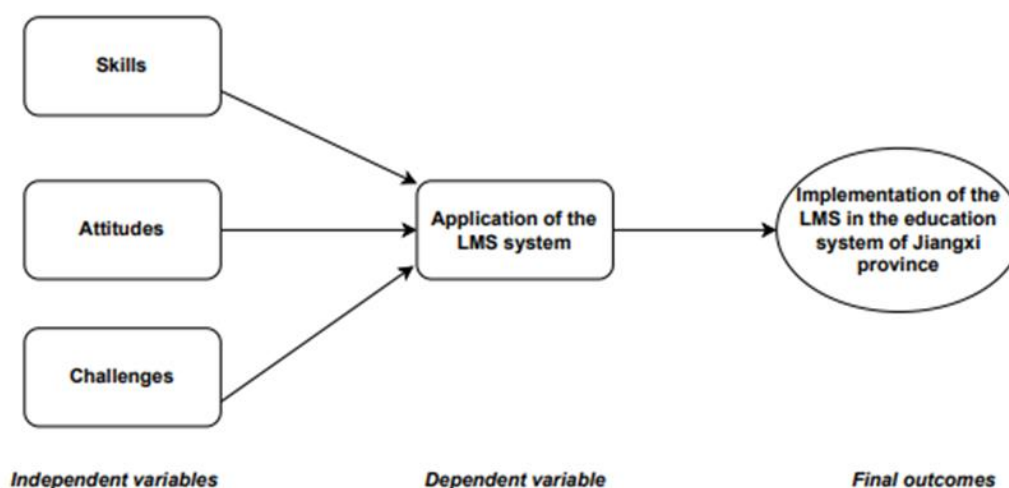 Skills
Attitudes
Challenges
Application of the
LMS system
Implementation of the
LMS in the education
system of Jiangxi
province
Independent variables
Dependent variable
Final outcomes